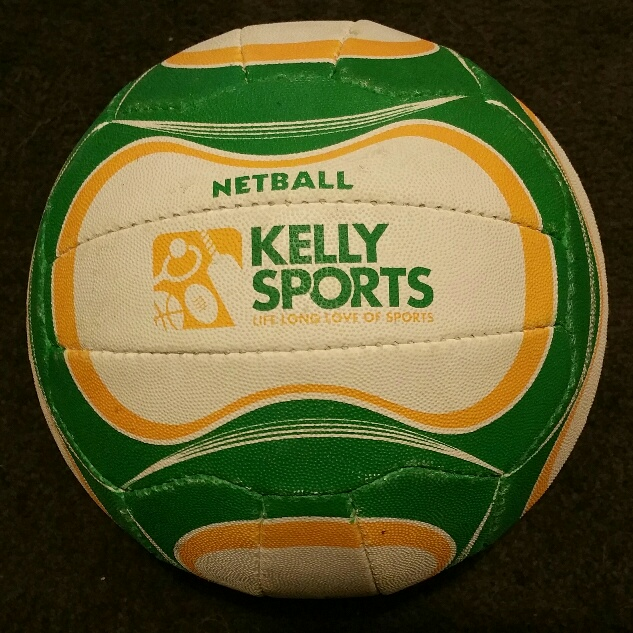 NETBALL
KELLY
SPORTS
LIFE LONG LOVE OF SPORTS